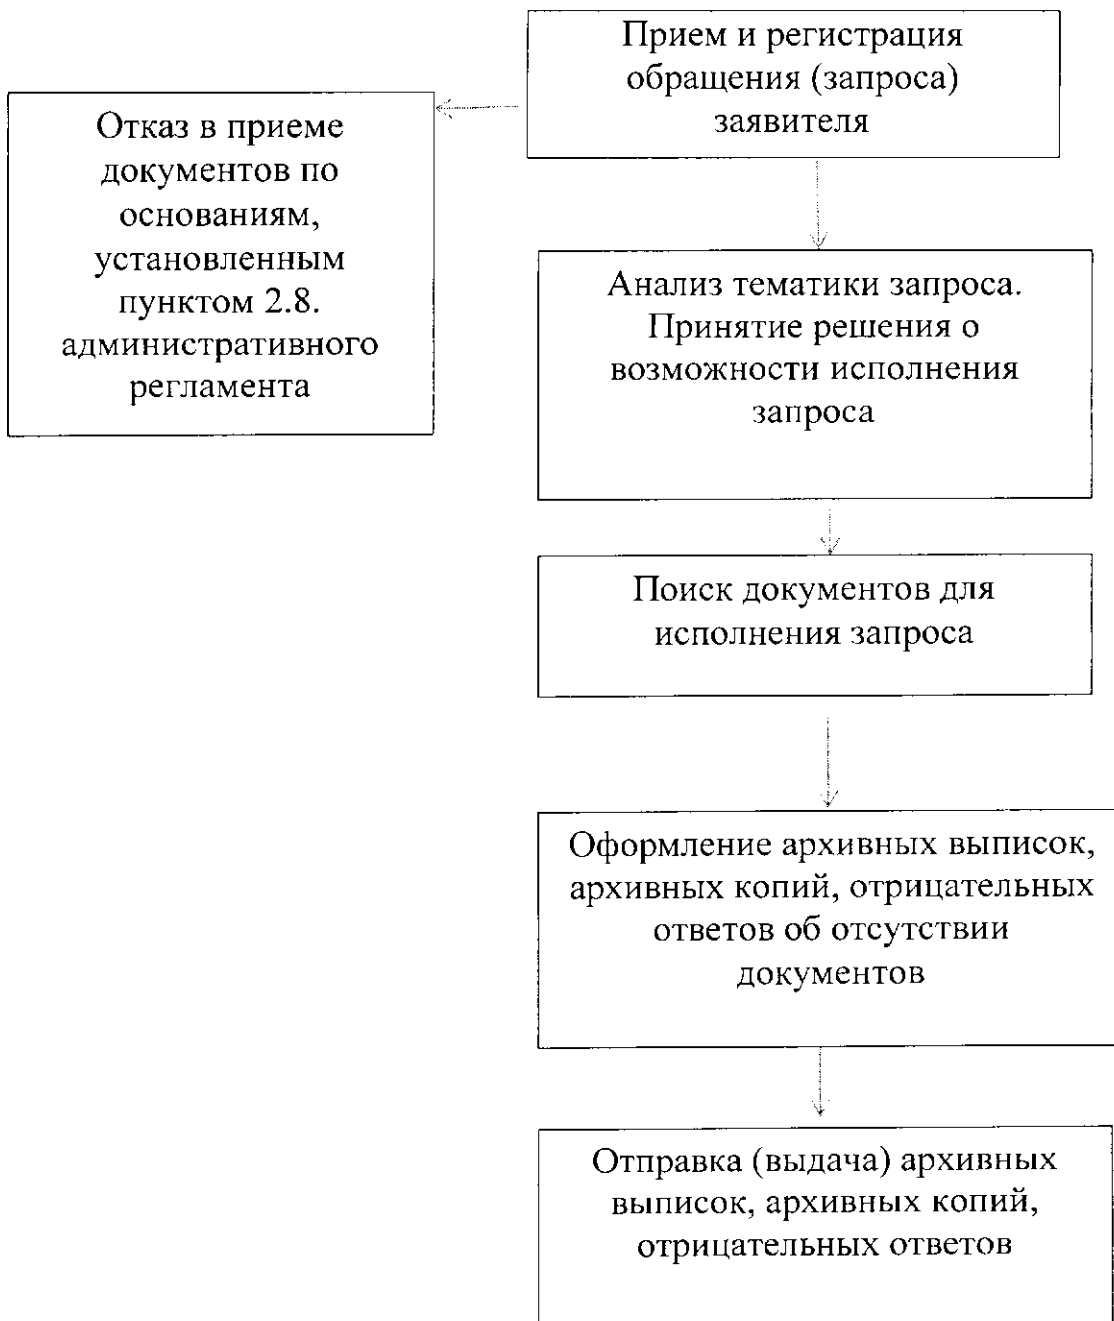 Прием и регистрация
обращения (запроса)
заявителя
Отказ в приеме
документов по
основаниям,
установленным
пунктом 2.8.
административного
регламента
Анализ тематики запроса.
Принятие решения о
возможности исполнения
запроса
Поиск документов для
исполнения запроса
Оформление архивных выписок,
архивных копий, отрицательных
ответов об отсутствии
документов
Отправка (выдача) архивных
выписок, архивных копий,
отрицательных ответов